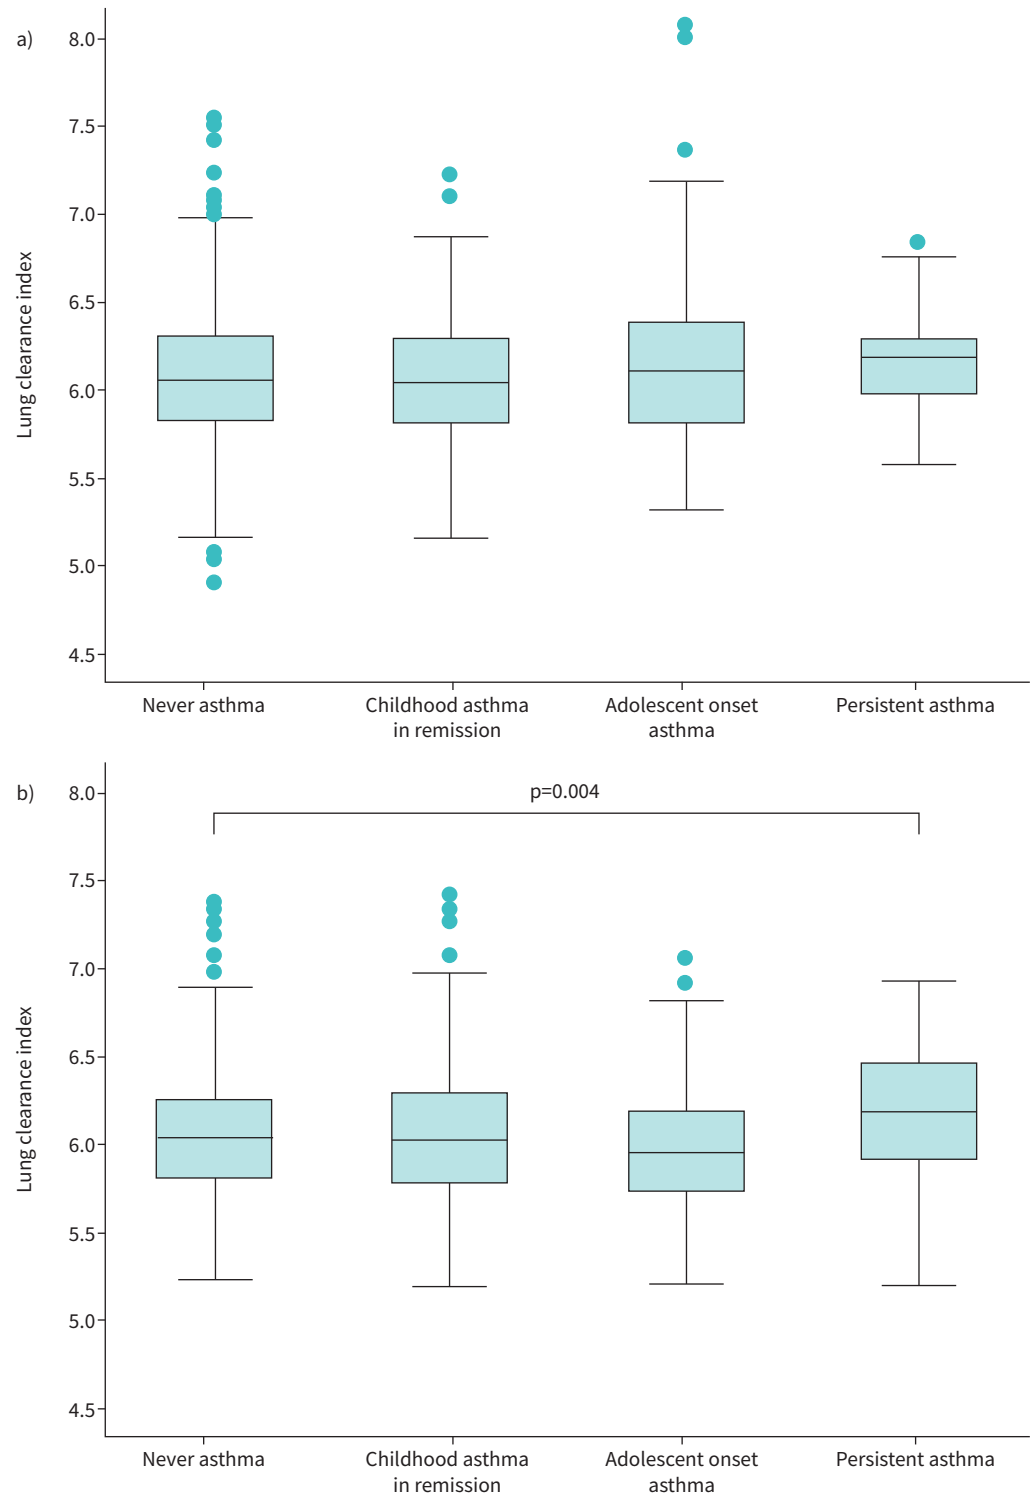 a)
8.0
7.5
7.0
6.5
6.0
5.5
5.0
4.5
Lung clearance index
Never asthma
Childhood asthma
in remission
Adolescent onset
asthma
Persistent asthma
b)
p=0.004
8.0
7.5
7.0
6.5
6.0
5.5
5.0
4.5
Lung clearance index
Never asthma
Childhood asthma
in remission
Adolescent onset
asthma
Persistent asthma